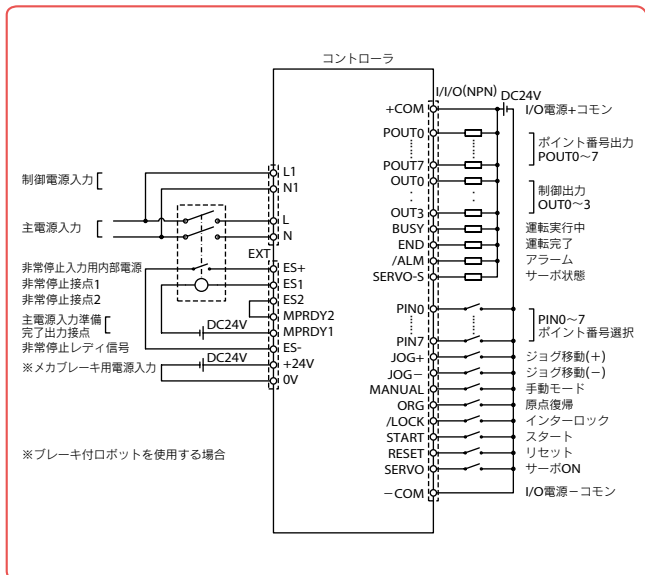 コントローラ
I/I/O(NPN)
DC24V
+COM
I/O電源+コモン
POUT0
POUT7
ポイント番号出力
POUT0～7
OUT0
OUT3
制御出力
OUT0～3
BUSY
運転実行中
END
運転完了
/ALM
アラーム
SERVO-S
サーボ状態
PIN0
PIN7
PIN0～7
ポイント番号選択
JOG+
ジョグ移動(+)
JOG−
ジョグ移動(−)
MANUAL
手動モード
ORG
原点復帰
/LOCK
インターロック
START
スタート
RESET
リセット
SERVO
サーボON
−COM
I/O電源−コモン
制御電源入力
L1
N1
主電源入力
L
N
EXT
非常停止入力用内部電源
ES+
非常停止接点1
ES1
非常停止接点2
ES2
MPRDY2
主電源入力準備
完了出力接点
DC24V
MPRDY1
非常停止レディ信号
ES-
※メカブレーキ用電源入力
DC24V
+24V
0V
※ブレーキ付ロボットを使用する場合